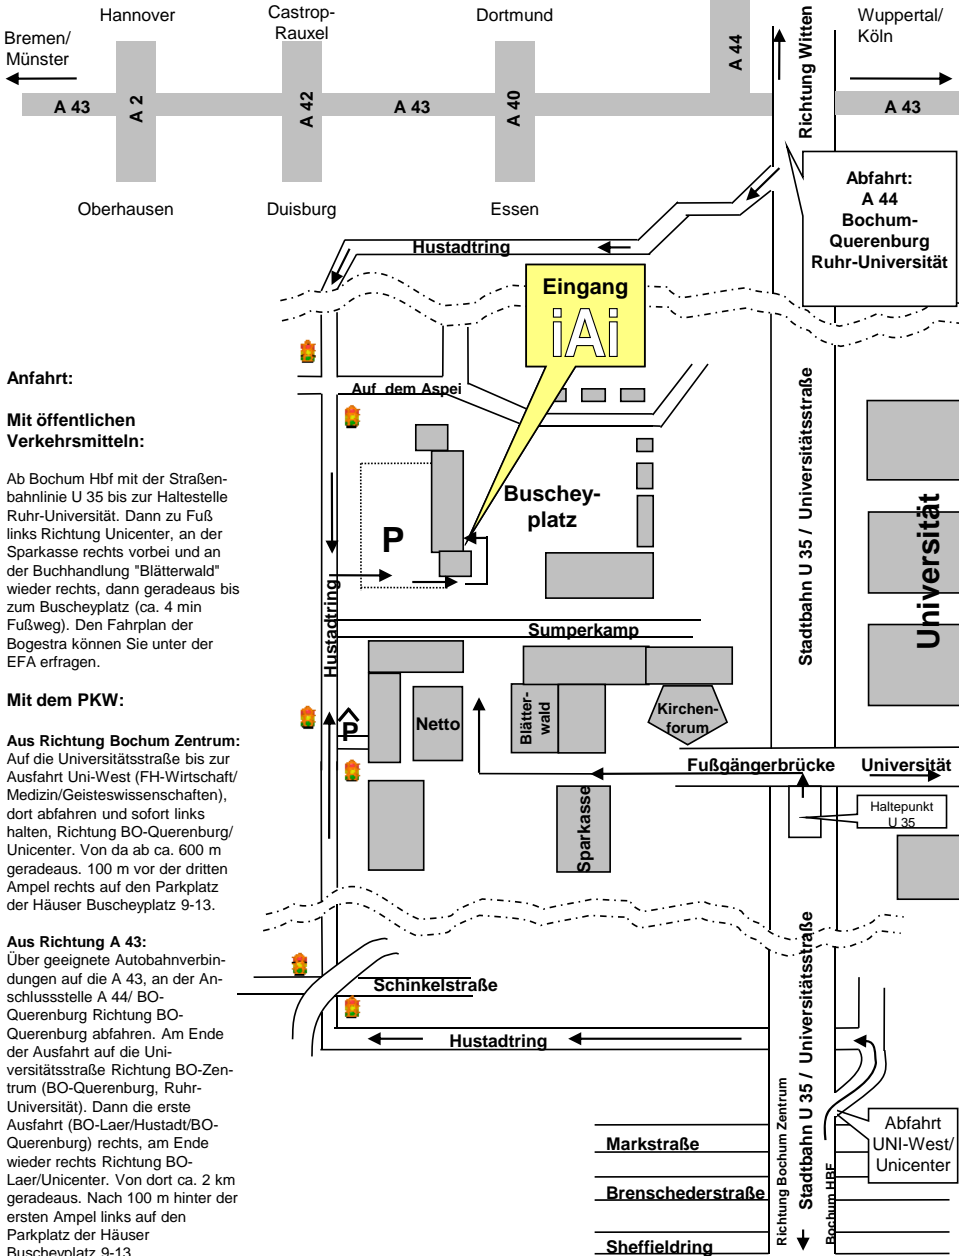 Hannover
Castrop-
Rauxel
Dortmund
Wuppertal/
Köln
Bremen/
Münster
A 43
A 2
A 42
A 43
A 40
A 44
Richtung Witten
A 43
Oberhausen
Duisburg
Essen
Abfahrt:
A 44
Bochum-
Querenburg
Ruhr-Universität
Hustadtring
Eingang
iAi
Auf dem Aspei
Buschey-
platz
P
Hustadtring
Sumperkamp
Stadtbahn U 35 / Universitätsstraße
Universität
P
Netto
Blätter-
wald
Kirchen-
forum
Fußgängerbrücke
Universität
Sparkasse
Haltepunkt
U 35
Schinkelstraße
Hustadtring
Stadtbahn U 35 / Universitätsstraße
Richtung Bochum Zentrum
Bochum HBF
Abfahrt
UNI-West/
Unicenter
Markstraße
Brenschederstraße
Sheffieldring
Anfahrt:
Mit öffentlichen
Verkehrsmitteln:
Ab Bochum Hbf mit der Straßen-
bahnlinie U 35 bis zur Haltestelle
Ruhr-Universität. Dann zu Fuß
links Richtung Unicenter, an der
Sparkasse rechts vorbei und an
der Buchhandlung "Blätterwald"
wieder rechts, dann geradeaus bis
zum Buscheyplatz (ca. 4 min
Fußweg). Den Fahrplan der
Bogestra können Sie unter der
EFA erfragen.
Mit dem PKW:
Aus Richtung Bochum Zentrum:
Auf die Universitätsstraße bis zur
Ausfahrt Uni-West (FH-Wirtschaft/
Medizin/Geisteswissenschaften),
dort abfahren und sofort links
halten, Richtung BO-Querenburg/
Unicenter. Von da ab ca. 600 m
geradeaus. 100 m vor der dritten
Ampel rechts auf den Parkplatz
der Häuser Buscheyplatz 9-13.
Aus Richtung A 43:
Über geeignete Autobahnverbin-
dungen auf die A 43, an der An-
schlussstelle A 44/ BO-
Querenburg Richtung BO-
Querenburg abfahren. Am Ende
der Ausfahrt auf die Uni-
versitätsstraße Richtung BO-Zen-
trum (BO-Querenburg, Ruhr-
Universität). Dann die erste
Ausfahrt (BO-Laer/Hustadt/BO-
Querenburg) rechts, am Ende
wieder rechts Richtung BO-
Laer/Unicenter. Von dort ca. 2 km
geradeaus. Nach 100 m hinter der
ersten Ampel links auf den
Parkplatz der Häuser
Buscheyplatz 9-13